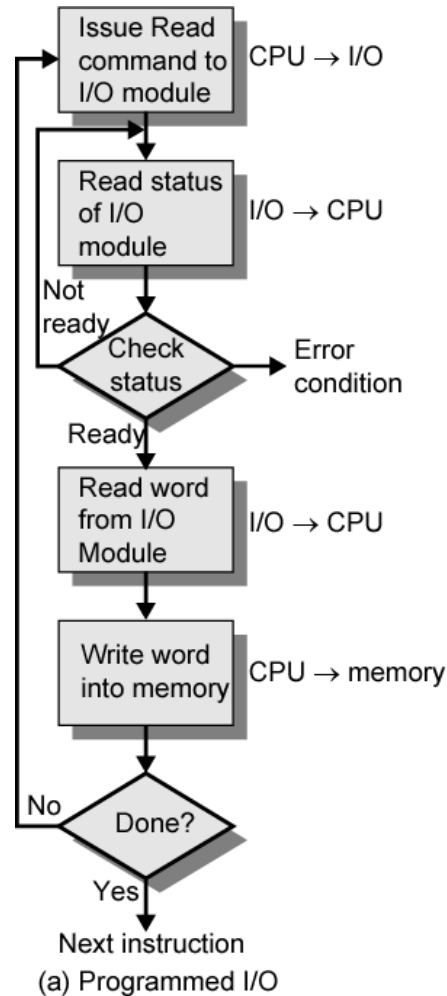 Issue Read
command to
I/O module
CPU → I/O
Read status
of I/O
module
I/O → CPU
Not
ready
Check
status
Error
condition
Ready
Read word
from I/O
Module
I/O → CPU
Write word
into memory
CPU → memory
No
Done?
Yes
Next instruction
(a) Programmed I/O